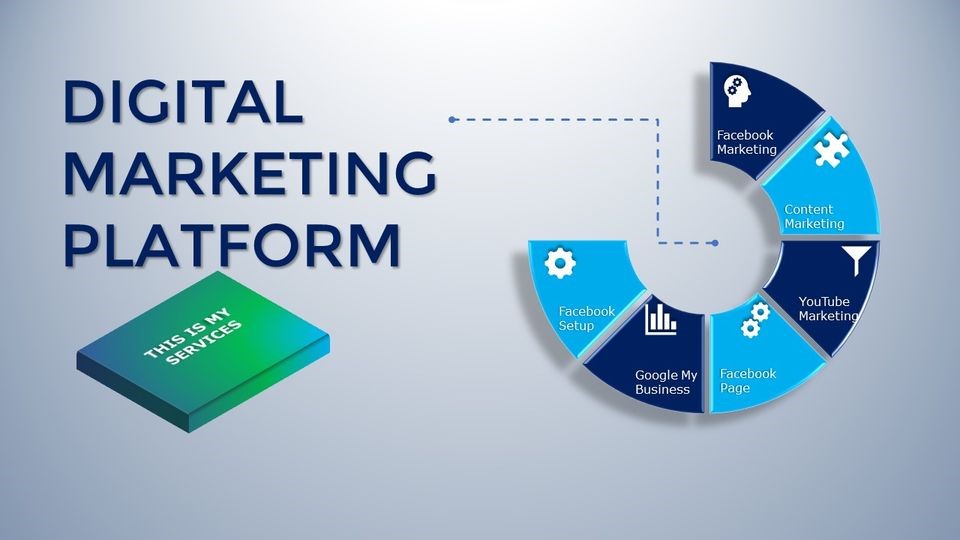 DIGITAL
MARKETING
PLATFORM
THIS IS MY
SERVICES
Facebook
Marketing
Content
Marketing
YouTube
Marketing
Facebook
Page
Google My
Business
Facebook
Setup